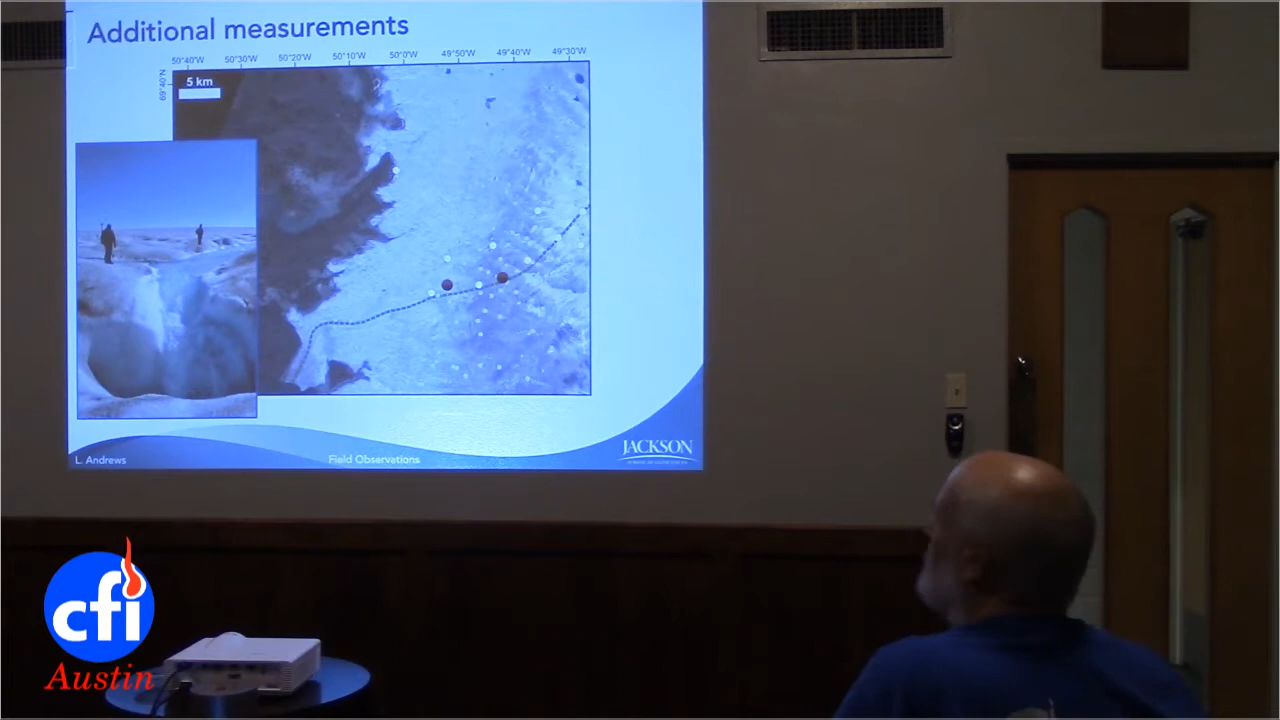 Additional measurements
50°40'W 50°30'W 50°20'W 50°10'W 50°0'W 49°50'W 49°40'W 49°30'W
69°40'N
5 km
L. Andrews
Field Observations
JACKSON
cfi
Austin